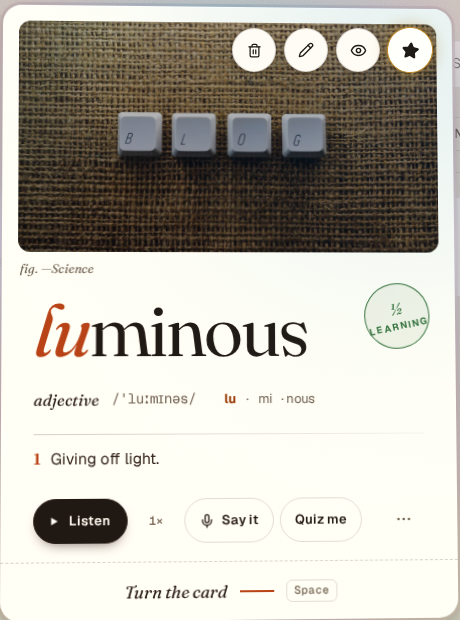 B L O G
fig. —Science
luminous
½
LEARNING
adjective /ˈluːmɪnəs/ lu · mi · nous
1 Giving off light.
Listen 1× Say it Quiz me ...
Turn the card Space